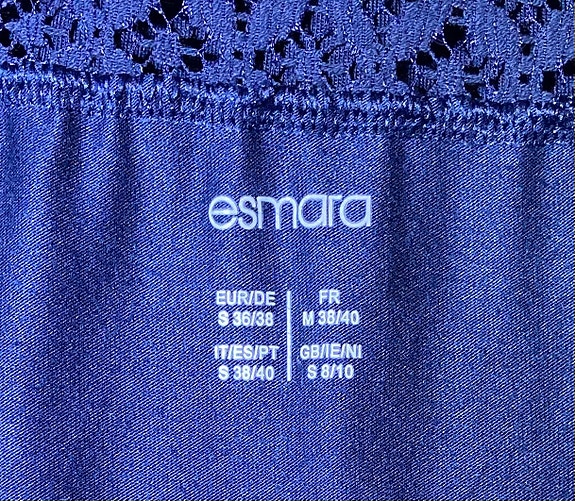 esmara
EUR/DE
S 36/38
FR
M 38/40
IT/ES/PT
S 38/40
GB/IE/NI
S 8/10